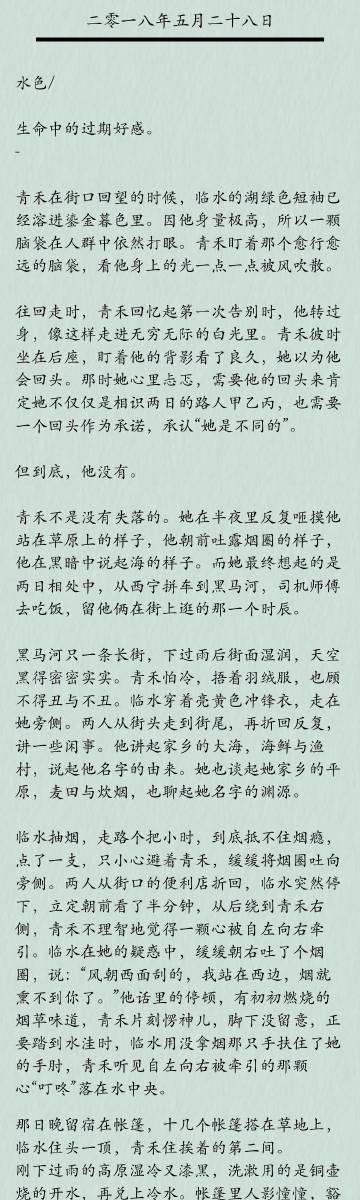 二零一八年五月二十八日
水色/
生命中的过期好感。
-
青禾在街口回望的时候，临水的湖绿色短袖已
经溶进鎏金暮色里。因他身量极高，所以一颗
脑袋在人群中依然打眼。青禾盯着那个愈行愈
远的脑袋，看他身上的光一点一点被风吹散。
往回走时，青禾回忆起第一次告别时，他转过
身，像这样走进无穷无际的白光里。青禾彼时
坐在后座，盯着他的背影看了良久，她以为他
会回头。那时她心里忐忑，需要他的回头来肯
定她不仅仅是相识两日的路人甲乙丙，也需要
一个回头作为承诺，承认“她是不同的”。
但到底，他没有。
青禾不是没有失落的。她在半夜里反复咂摸他
站在草原上的样子，他朝前吐露烟圈的样子，
他在黑暗中说起海的样子。而她最终想起的是
两日相处中，从西宁拼车到黑马河，司机师傅
去吃饭，留他俩在街上逛的那一个时辰。
黑马河只一条长街，下过雨后街面湿润，天空
黑得密密实实。青禾怕冷，捂着羽绒服，也顾
不得丑与不丑。临水穿着亮黄色冲锋衣，走在
她旁侧。两人从街头走到街尾，再折回反复，
讲一些闲事。他讲起家乡的大海，海鲜与渔
村，说起他名字的由来。她也谈起她家乡的平
原，麦田与炊烟，也聊起她名字的渊源。
临水抽烟，走路个把小时，到底抵不住烟瘾，
点了一支，只小心避着青禾，缓缓将烟圈吐向
旁侧。两人从街口的便利店折回，临水突然停
下，立定朝前看了半分钟，从后绕到青禾右
侧，青禾不理智地觉得一颗心被自左向右牵
引。临水在她的疑惑中，缓缓朝右吐了个烟
圈，说：“风朝西面刮的，我站在西边，烟就
熏不到你了。”他话里的停顿，有初初燃烧的
烟草味道，青禾片刻愣神儿，脚下没留意，正
要踏到水洼时，临水用没拿烟那只手扶住了她
的手肘，青禾听见自左向右被牵引的那颗
心“叮咚”落在水中央。
那日晚留宿在帐篷，十几个帐篷搭在草地上，
临水住头一顶，青禾住挨着的第二间。
刚下过雨的高原湿冷又漆黑，洗漱用的是铜壶
烧的开水，再兑上冷水。帐篷里人影憧憧，豁